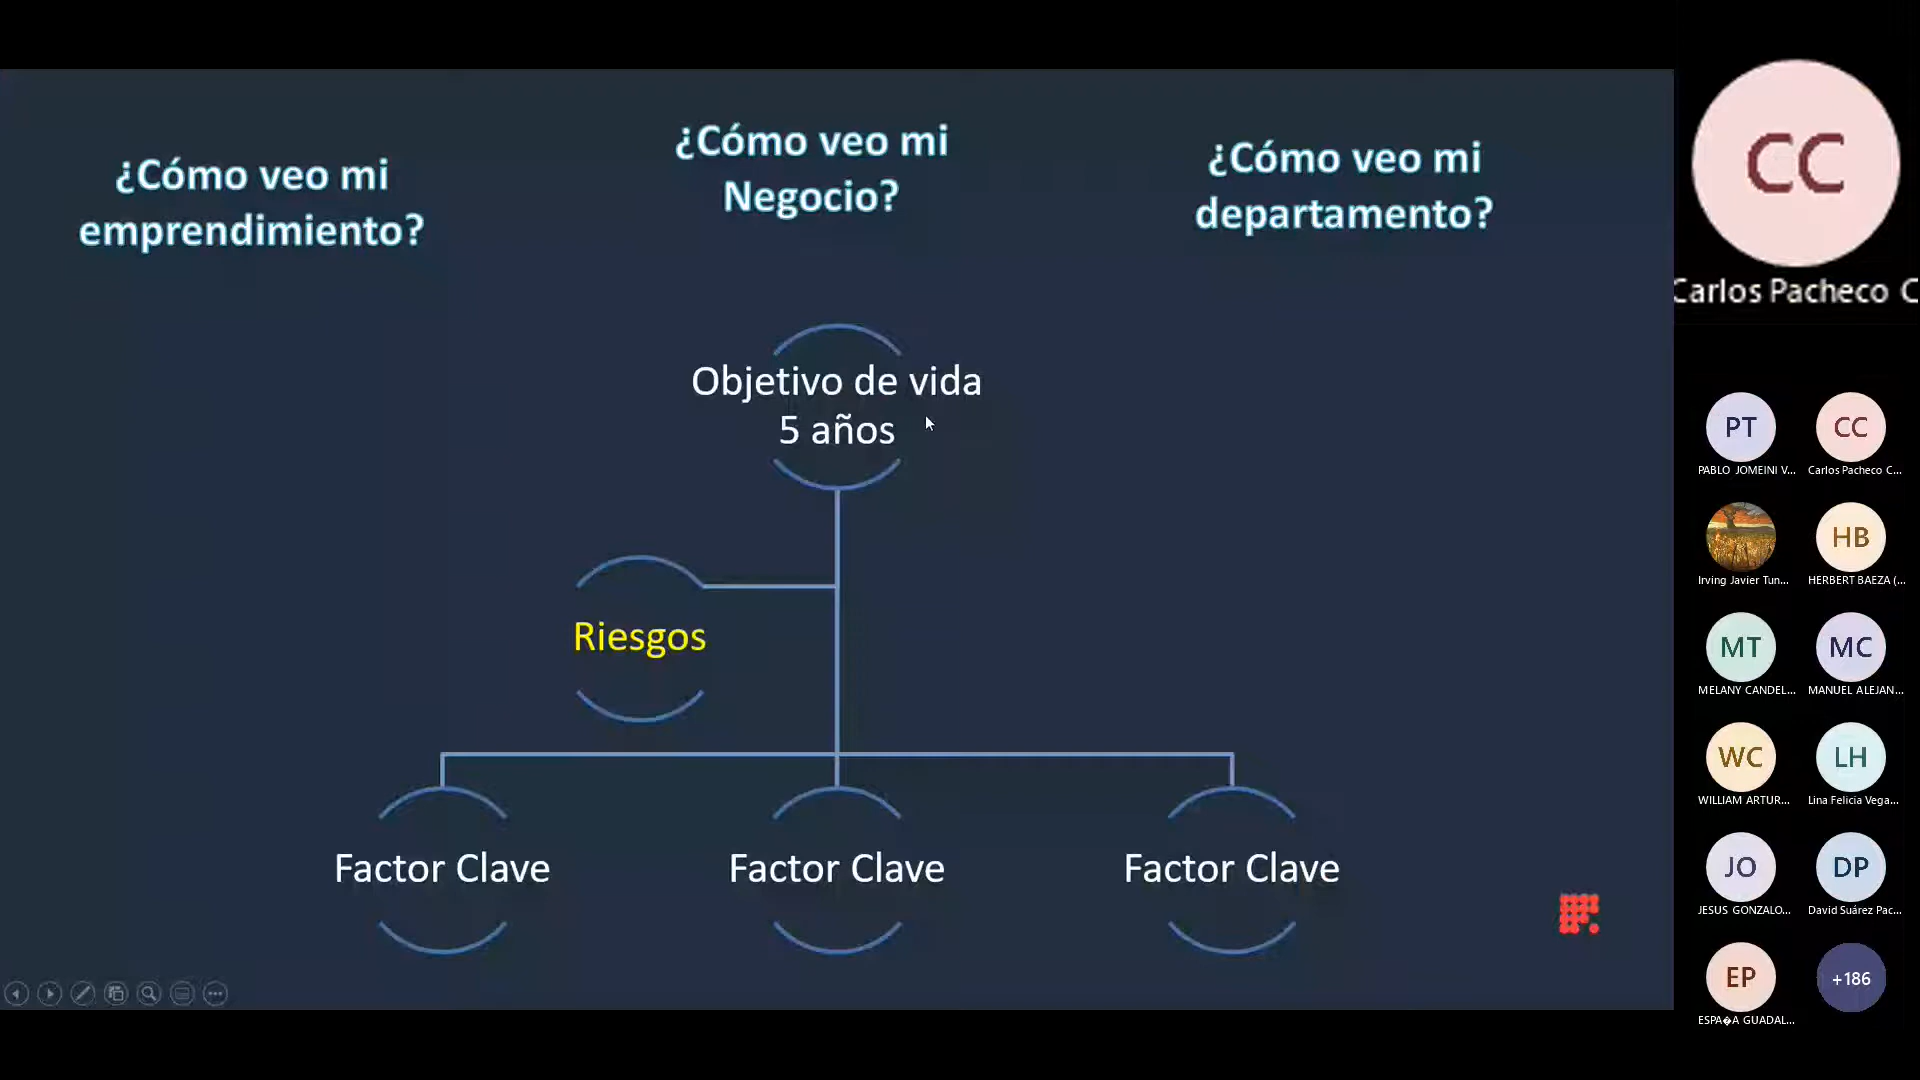 ¿Cómo veo mi
emprendimiento?
¿Cómo veo mi
Negocio?
¿Cómo veo mi
departamento?
Objetivo de vida
5 años
Riesgos
Factor Clave
Factor Clave
Factor Clave
CC
Carlos Pacheco C
PT
CC
PABLO JOMEINI V...
Carlos Pacheco C...
HB
Irving Javier Tun...
HERBERT BAEZA (...
MT
MC
MELANY CANDEL...
MANUEL ALEJAN...
WC
LH
WILLIAM ARTUR...
Lina Felicia Vega...
JO
DP
JESUS GONZALO...
David Suárez Pac...
EP
+186
ESPA�A GUADAL...